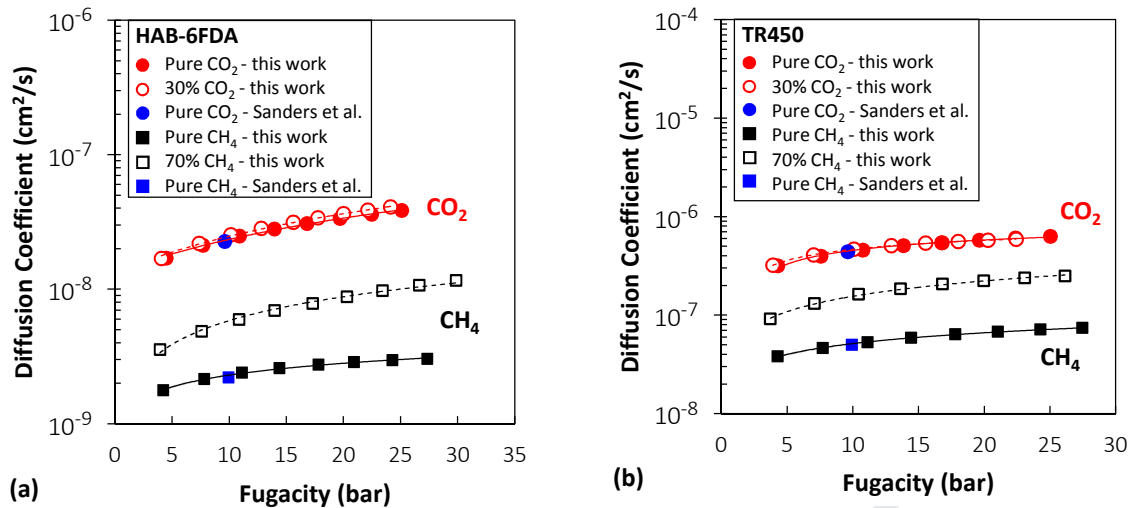 HAB-6FDA
Pure CO₂ - this work
30% CO₂ - this work
Pure CO₂ - Sanders et al.
Pure CH₄ - this work
70% CH₄ - this work
Pure CH₄ - Sanders et al.
Diffusion Coefficient (cm²/s)
10⁻⁶
10⁻⁷
10⁻⁸
10⁻⁹
CO₂
CH₄
0 5 10 15 20 25 30 35
Fugacity (bar)
(a)
TR450
Pure CO₂ - this work
30% CO₂ - this work
Pure CO₂ - Sanders et al.
Pure CH₄ - this work
70% CH₄ - this work
Pure CH₄ - Sanders et al.
Diffusion Coefficient (cm²/s)
10⁻⁴
10⁻⁵
10⁻⁶
10⁻⁷
10⁻⁸
CO₂
CH₄
0 5 10 15 20 25 30
Fugacity (bar)
(b)